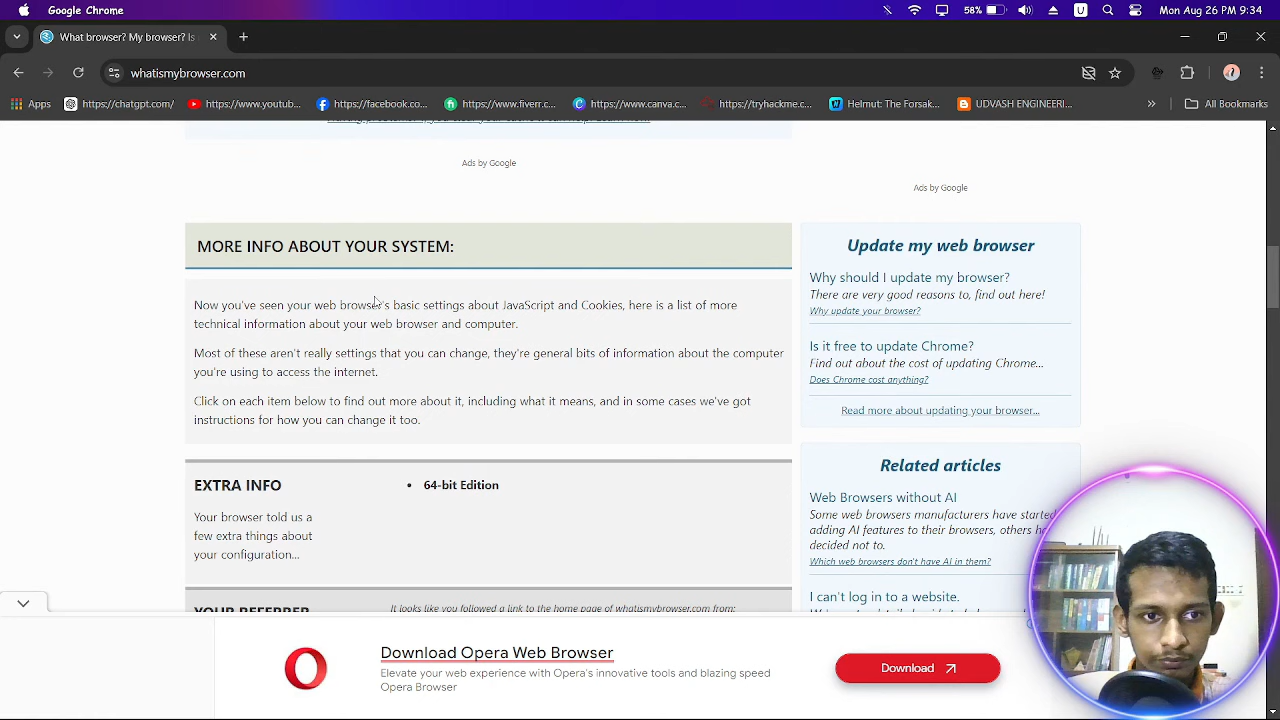 Google Chrome
58%
U
Mon Aug 26 PM 9:34
What browser? My browser? Is
whatismybrowser.com
Apps
https://chatgpt.com/
https://www.youtub...
https://facebook.co...
https://www.fiverr.c...
https://www.canva.c...
https://tryhackme.c...
Helmut: The Forsak...
UDVASH ENGINEERI...
All Bookmarks
Ads by Google
Ads by Google
MORE INFO ABOUT YOUR SYSTEM:
Now you've seen your web browser's basic settings about JavaScript and Cookies, here is a list of more
technical information about your web browser and computer.
Most of these aren't really settings that you can change, they're general bits of information about the computer
you're using to access the internet.
Click on each item below to find out more about it, including what it means, and in some cases we've got
instructions for how you can change it too.
EXTRA INFO
• 64-bit Edition
Your browser told us a
few extra things about
your configuration...
YOUR REFERRER
It looks like you followed a link to the home page of whatismybrowser.com from:
Update my web browser
Why should I update my browser?
There are very good reasons to, find out here!
Why update your browser?
Is it free to update Chrome?
Find out about the cost of updating Chrome...
Does Chrome cost anything?
Read more about updating your browser...
Related articles
Web Browsers without AI
Some web browsers manufacturers have started
adding AI features to their browsers, others ha
decided not to.
Which web browsers don't have AI in them?
I can't log in to a website.
Download Opera Web Browser
Elevate your web experience with Opera's innovative tools and blazing speed
Opera Browser
Download